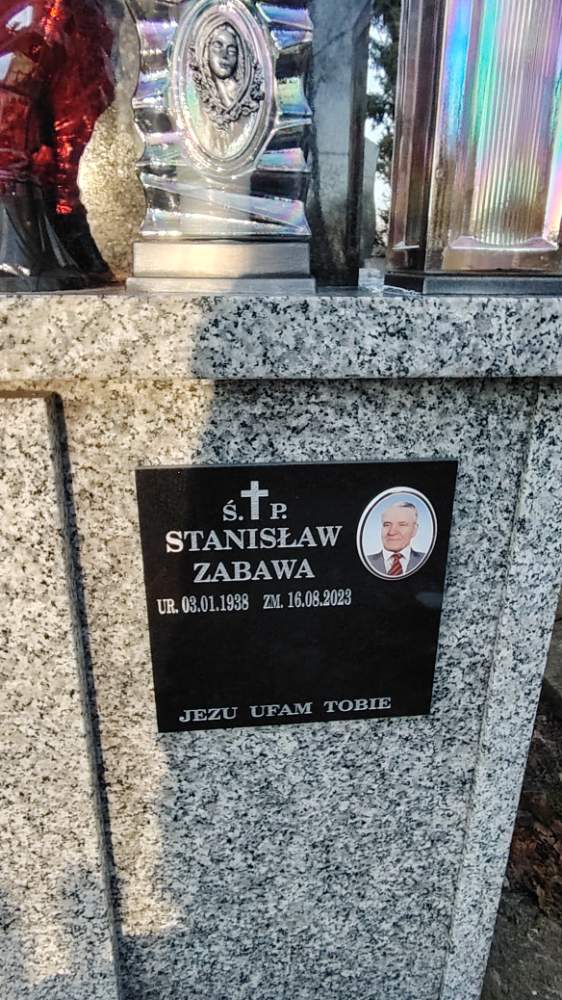 Ś. P.
STANISŁAW
ZABAWA
UR. 03.01.1938 ZM. 16.08.2023
JEZU UFAM TOBIE